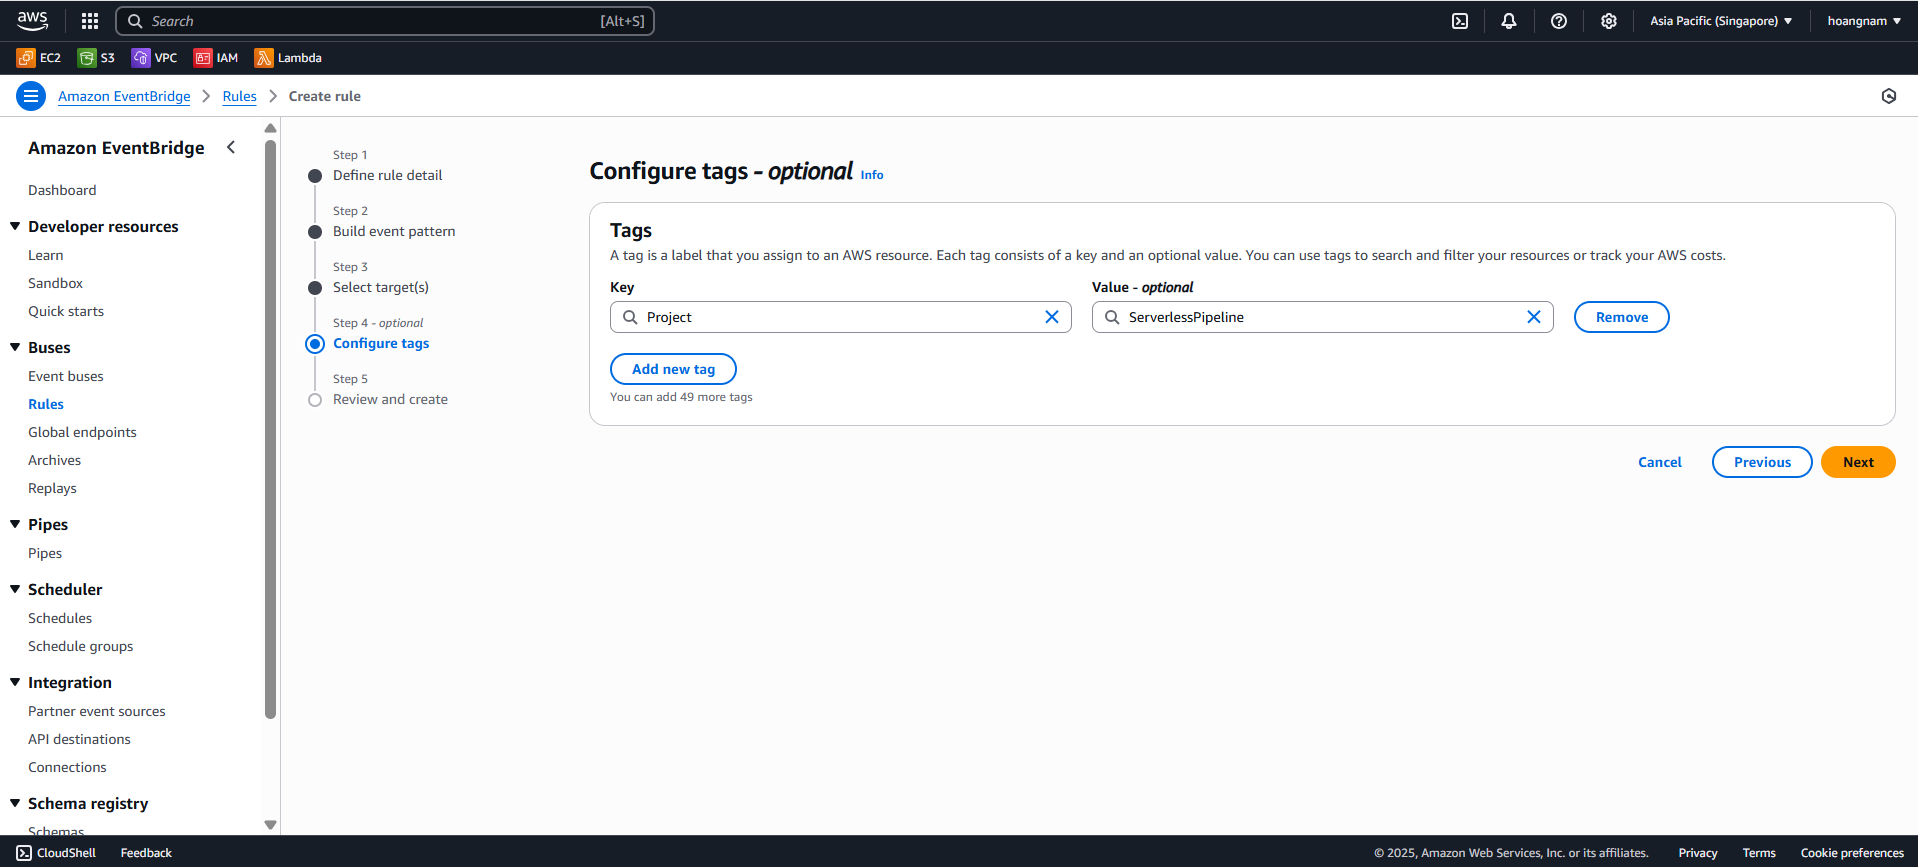 aws
Search [Alt+S]
Asia Pacific (Singapore)
hoangnam
EC2
S3
VPC
IAM
Lambda
Amazon EventBridge
Rules
Create rule
Amazon EventBridge
Dashboard
Developer resources
Learn
Sandbox
Quick starts
Buses
Event buses
Rules
Global endpoints
Archives
Replays
Pipes
Pipes
Scheduler
Schedules
Schedule groups
Integration
Partner event sources
API destinations
Connections
Schema registry
Schemas
Step 1
Define rule detail
Step 2
Build event pattern
Step 3
Select target(s)
Step 4 - optional
Configure tags
Step 5
Review and create
Configure tags - optional Info
Tags
A tag is a label that you assign to an AWS resource. Each tag consists of a key and an optional value. You can use tags to search and filter your resources or track your AWS costs.
Key
Value - optional
Project
ServerlessPipeline
Remove
Add new tag
You can add 49 more tags
Cancel
Previous
Next
CloudShell
Feedback
© 2025, Amazon Web Services, Inc. or its affiliates.
Privacy
Terms
Cookie preferences